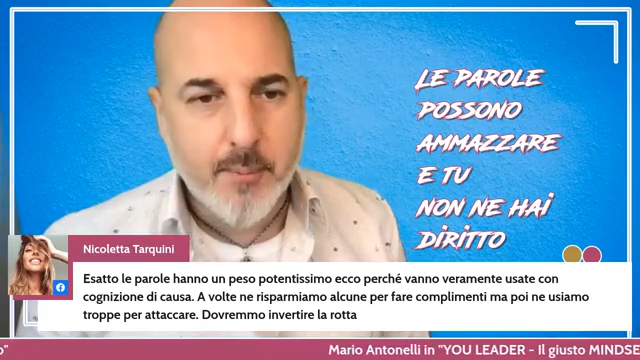 LE PAROLE
POSSONO
AMMAZZARE
E TU
NON NE HAI
DIRITTO
Nicoletta Tarquini
Esatto le parole hanno un peso potentissimo ecco perché vanno veramente usate con
cognizione di causa. A volte ne risparmiamo alcune per fare complimenti ma poi ne usiamo
troppe per attaccare. Dovremmo invertire la rotta
o" Mario Antonelli in "YOU LEADER - Il giusto MINDSE